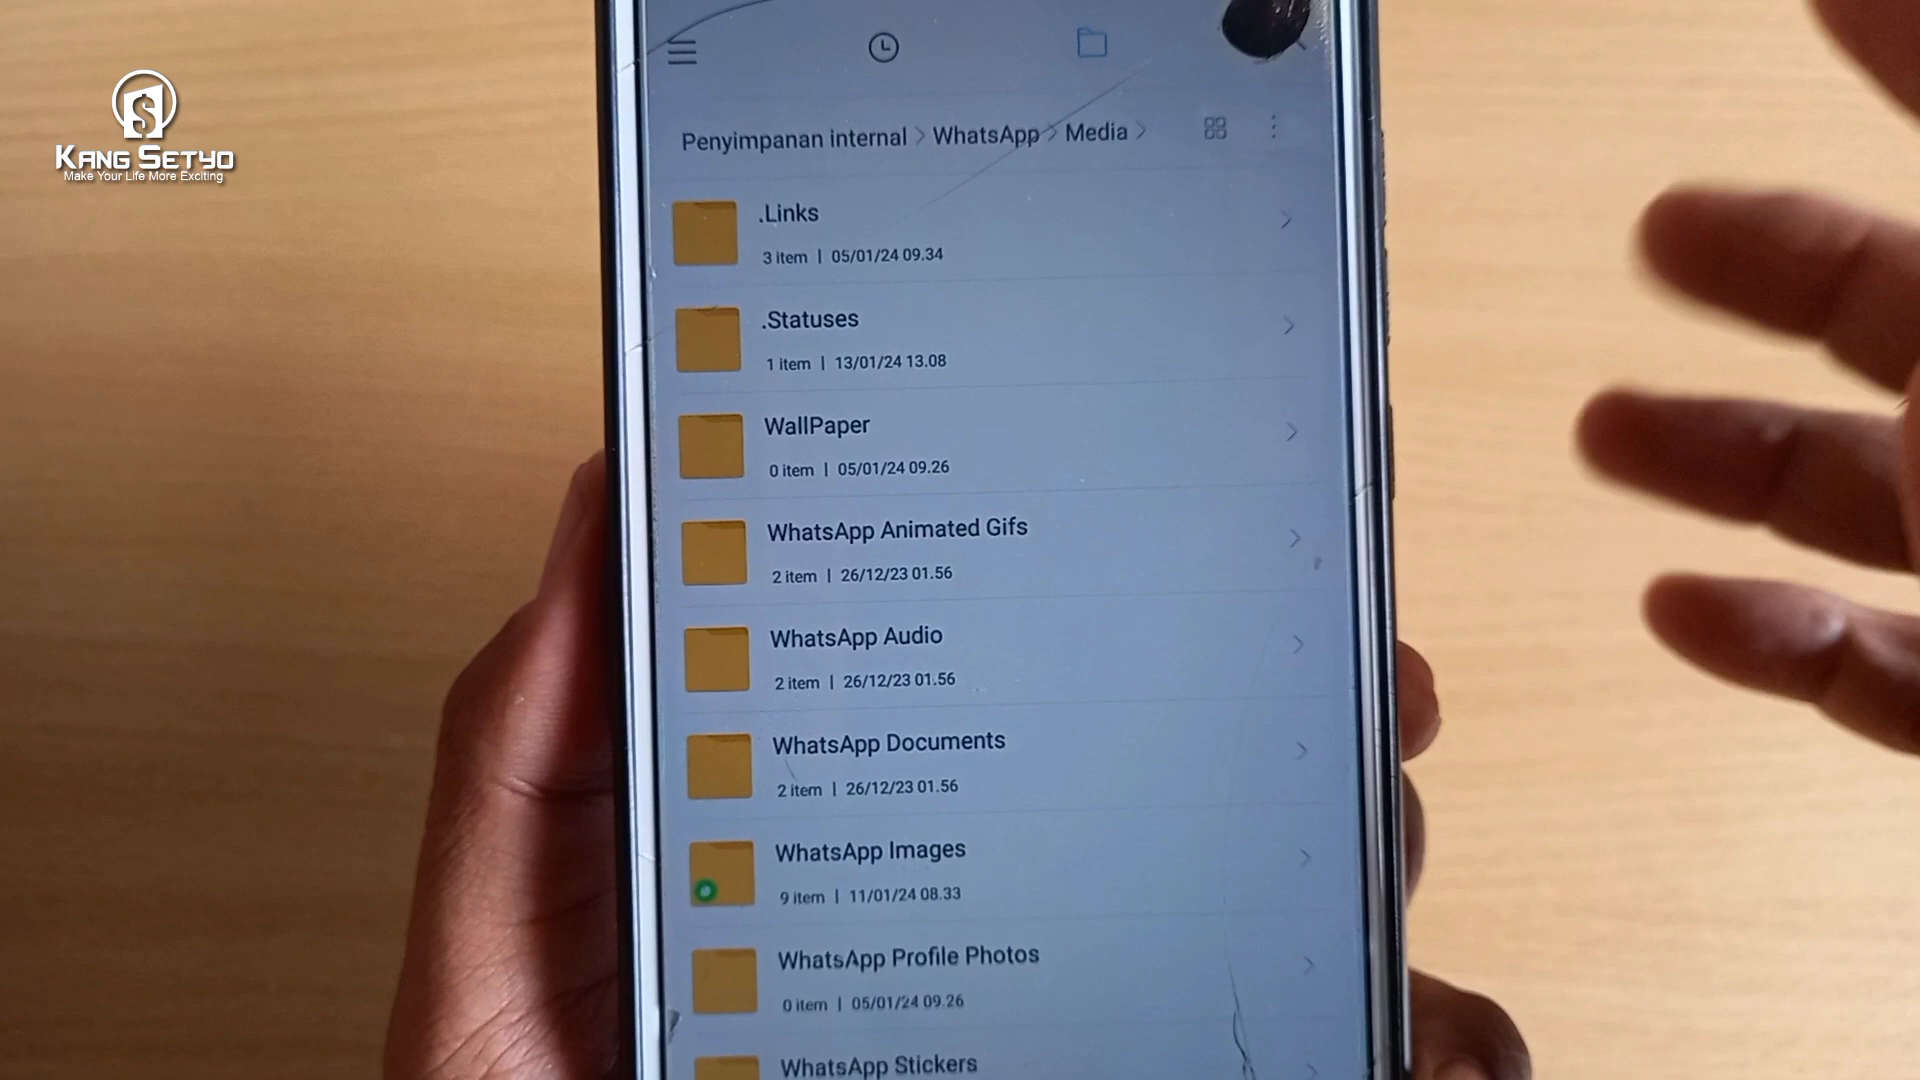 KANG SETYO
Make Your Life More Exciting
Penyimpanan internal > WhatsApp > Media >
.Links
3 item | 05/01/24 09.34
.Statuses
1 item | 13/01/24 13.08
WallPaper
0 item | 05/01/24 09.26
WhatsApp Animated Gifs
2 item | 26/12/23 01.56
WhatsApp Audio
2 item | 26/12/23 01.56
WhatsApp Documents
2 item | 26/12/23 01.56
WhatsApp Images
9 item | 11/01/24 08.33
WhatsApp Profile Photos
0 item | 05/01/24 09.26
WhatsApp Stickers